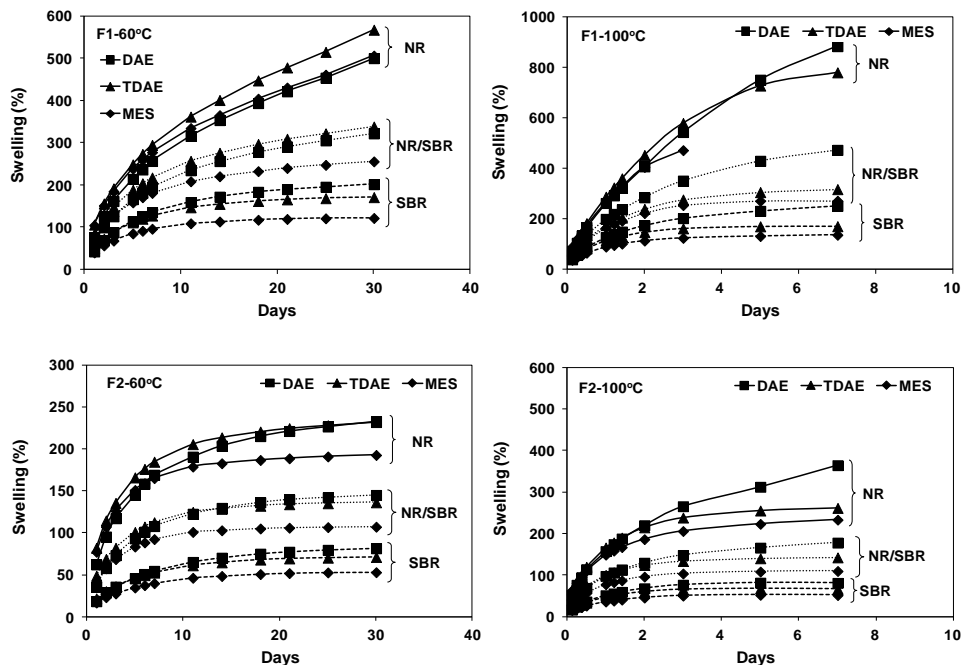 F1-60°C
DAE
TDAE
MES
NR
NR/SBR
SBR
Swelling (%)
600
500
400
300
200
100
0
0 10 20 30 40
Days
F1-100°C
DAE TDAE MES
NR
NR/SBR
SBR
Swelling (%)
1000
800
600
400
200
0
0 2 4 6 8 10
Days
F2-60°C
DAE TDAE MES
NR
NR/SBR
SBR
Swelling (%)
300
250
200
150
100
50
0
0 10 20 30 40
Days
F2-100°C
DAE TDAE MES
NR
NR/SBR
SBR
Swelling (%)
600
500
400
300
200
100
0
0 2 4 6 8 10
Days